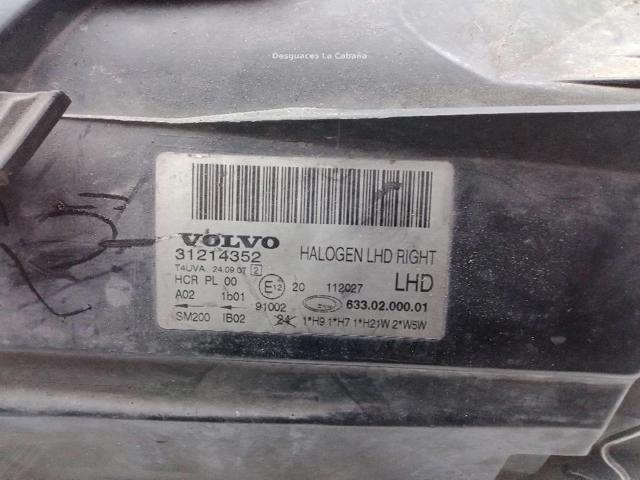 Desguaces La Cabaña
VOLVO
31214352
HALOGEN LHD RIGHT
T4UVA 24.09.07 2
LHD
HCR PL 00 E12 20 112027
A02 1b01 91002 633.02.000.01
SM200 IB02 24 1*H9 1*H7 1*H21W 2*W5W